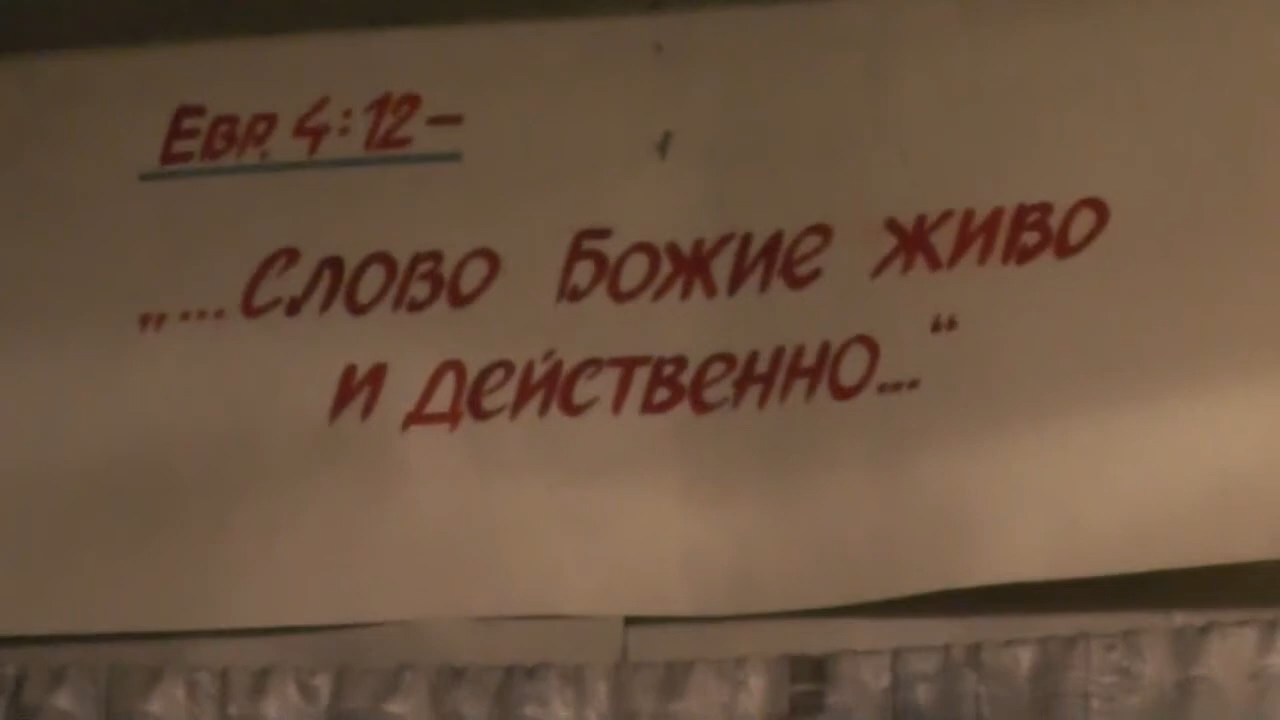 Евр. 4:12–
„...Слово Божие живо
и действенно...“